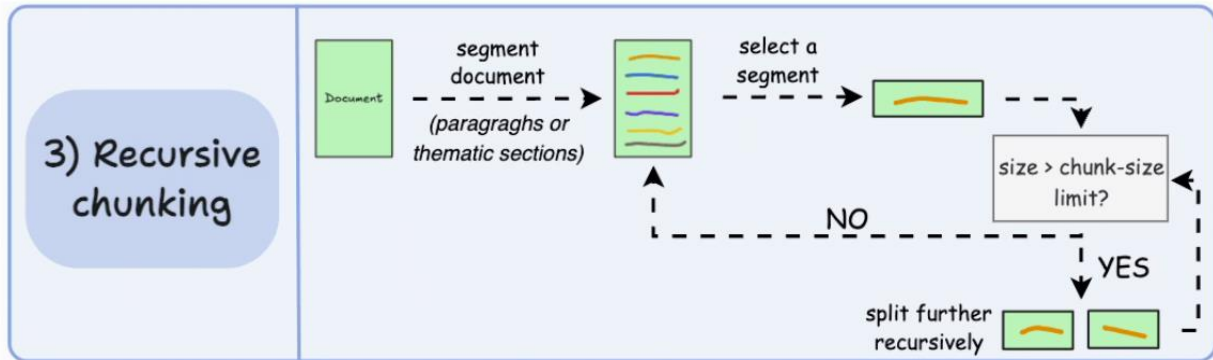 3) Recursive
chunking
Document
segment
document
(paragraghs or
thematic sections)
select a
segment
size > chunk-size
limit?
NO
YES
split further
recursively